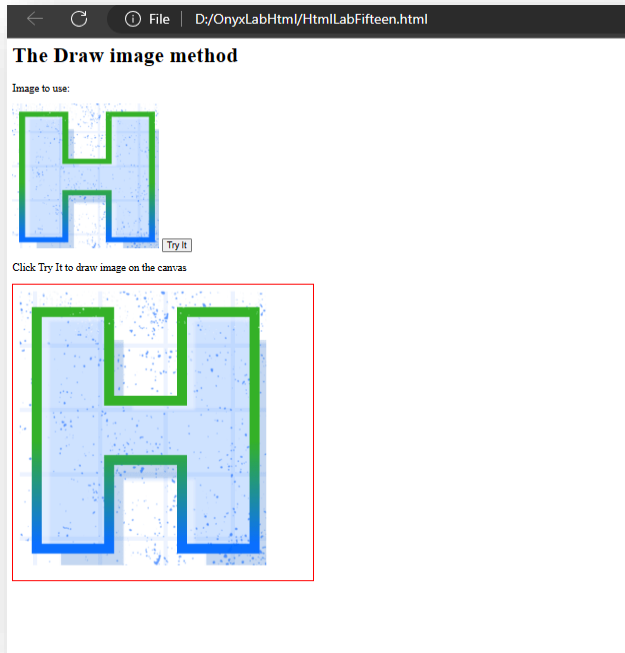 File | D:/OnyxLabHtml/HtmlLabFifteen.html
The Draw image method
Image to use:
H
Try It
Click Try It to draw image on the canvas
H